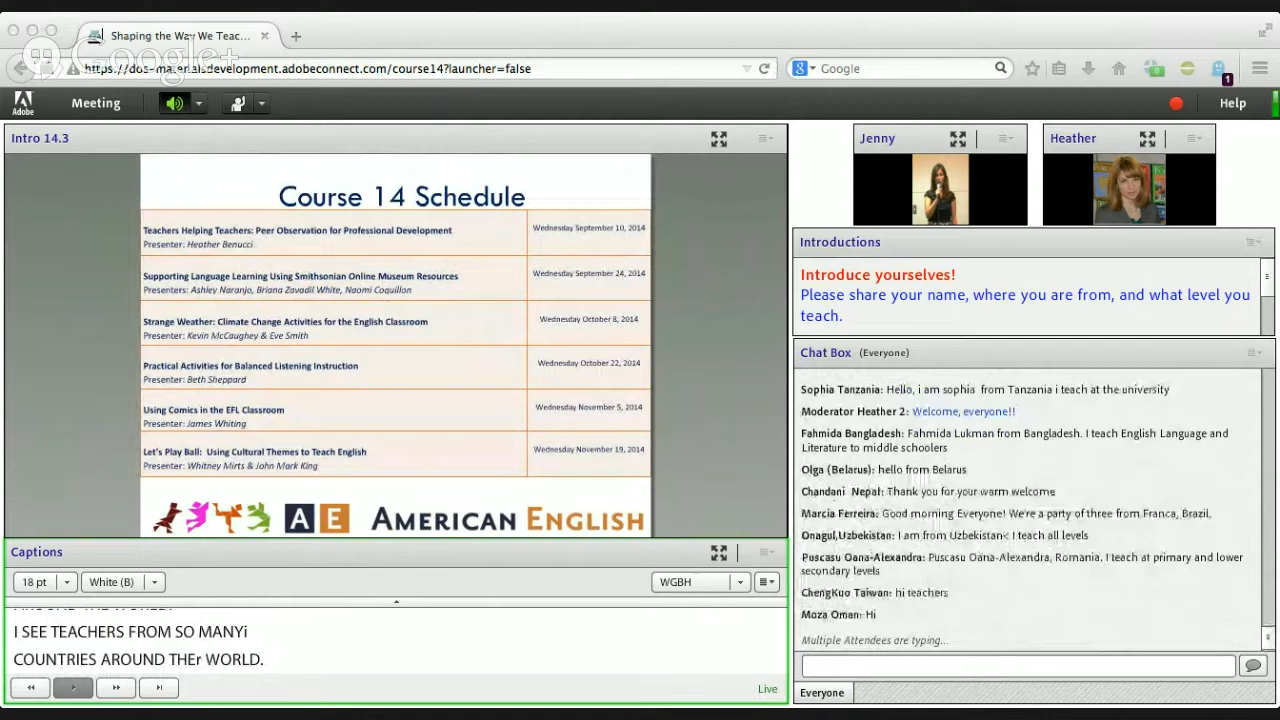 Shaping the Way We Teac...
Google+
https://dos-materialsdevelopment.adobeconnect.com/course14?launcher=false
Google
1
Adobe
Meeting
Help
Intro 14.3
Course 14 Schedule
Teachers Helping Teachers: Peer Observation for Professional Development
Presenter: Heather Benucci
Wednesday September 10, 2014
Supporting Language Learning Using Smithsonian Online Museum Resources
Presenters: Ashley Naranjo, Briana Zavadil White, Naomi Coquillon
Wednesday September 24, 2014
Strange Weather: Climate Change Activities for the English Classroom
Presenter: Kevin McCaughey & Eve Smith
Wednesday October 8, 2014
Practical Activities for Balanced Listening Instruction
Presenter: Beth Sheppard
Wednesday October 22, 2014
Using Comics in the EFL Classroom
Presenter: James Whiting
Wednesday November 5, 2014
Let's Play Ball: Using Cultural Themes to Teach English
Presenter: Whitney Mirts & John Mark King
Wednesday November 19, 2014
AE AMERICAN ENGLISH
Captions
18 pt
White (B)
WGBH
I SEE TEACHERS FROM SO MANYi
COUNTRIES AROUND THEr WORLD.
Live
Jenny
Heather
Introductions
Introduce yourselves!
Please share your name, where you are from, and what level you
teach.
Chat Box (Everyone)
Sophia Tanzania: Hello, i am sophia from Tanzania i teach at the university
Moderator Heather 2: Welcome, everyone!!
Fahmida Bangladesh: Fahmida Lukman from Bangladesh. I teach English Language and
Literature to middle schoolers
Olga (Belarus): hello from Belarus
Chandani Nepal: Thank you for your warm welcome
Marcia Ferreira: Good morning Everyone! We're a party of three from Franca, Brazil,
Onagul,Uzbekistan: I am from Uzbekistan< I teach all levels
Puscasu Oana-Alexandra: Puscasu Oana-Alexandra, Romania. I teach at primary and lower
secondary levels
ChengKuo Taiwan: hi teachers
Moza Oman: Hi
Multiple Attendees are typing...
Everyone